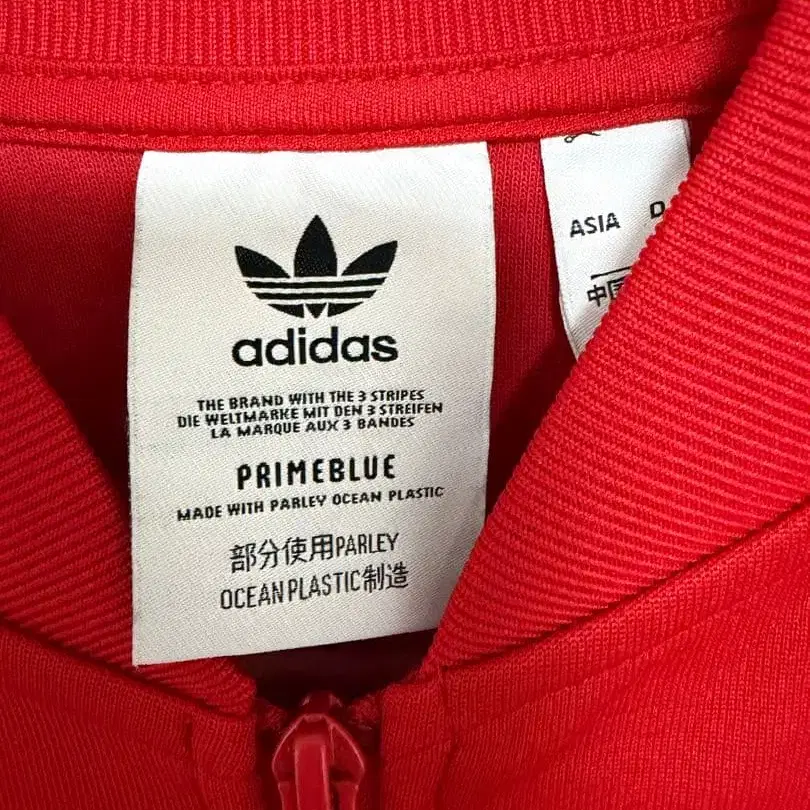 adidas
THE BRAND WITH THE 3 STRIPES
DIE WELTMARKE MIT DEN 3 STREIFEN
LA MARQUE AUX 3 BANDES
PRIMEBLUE
MADE WITH PARLEY OCEAN PLASTIC
部分使用PARLEY
OCEAN PLASTIC制造
ASIA D
中国